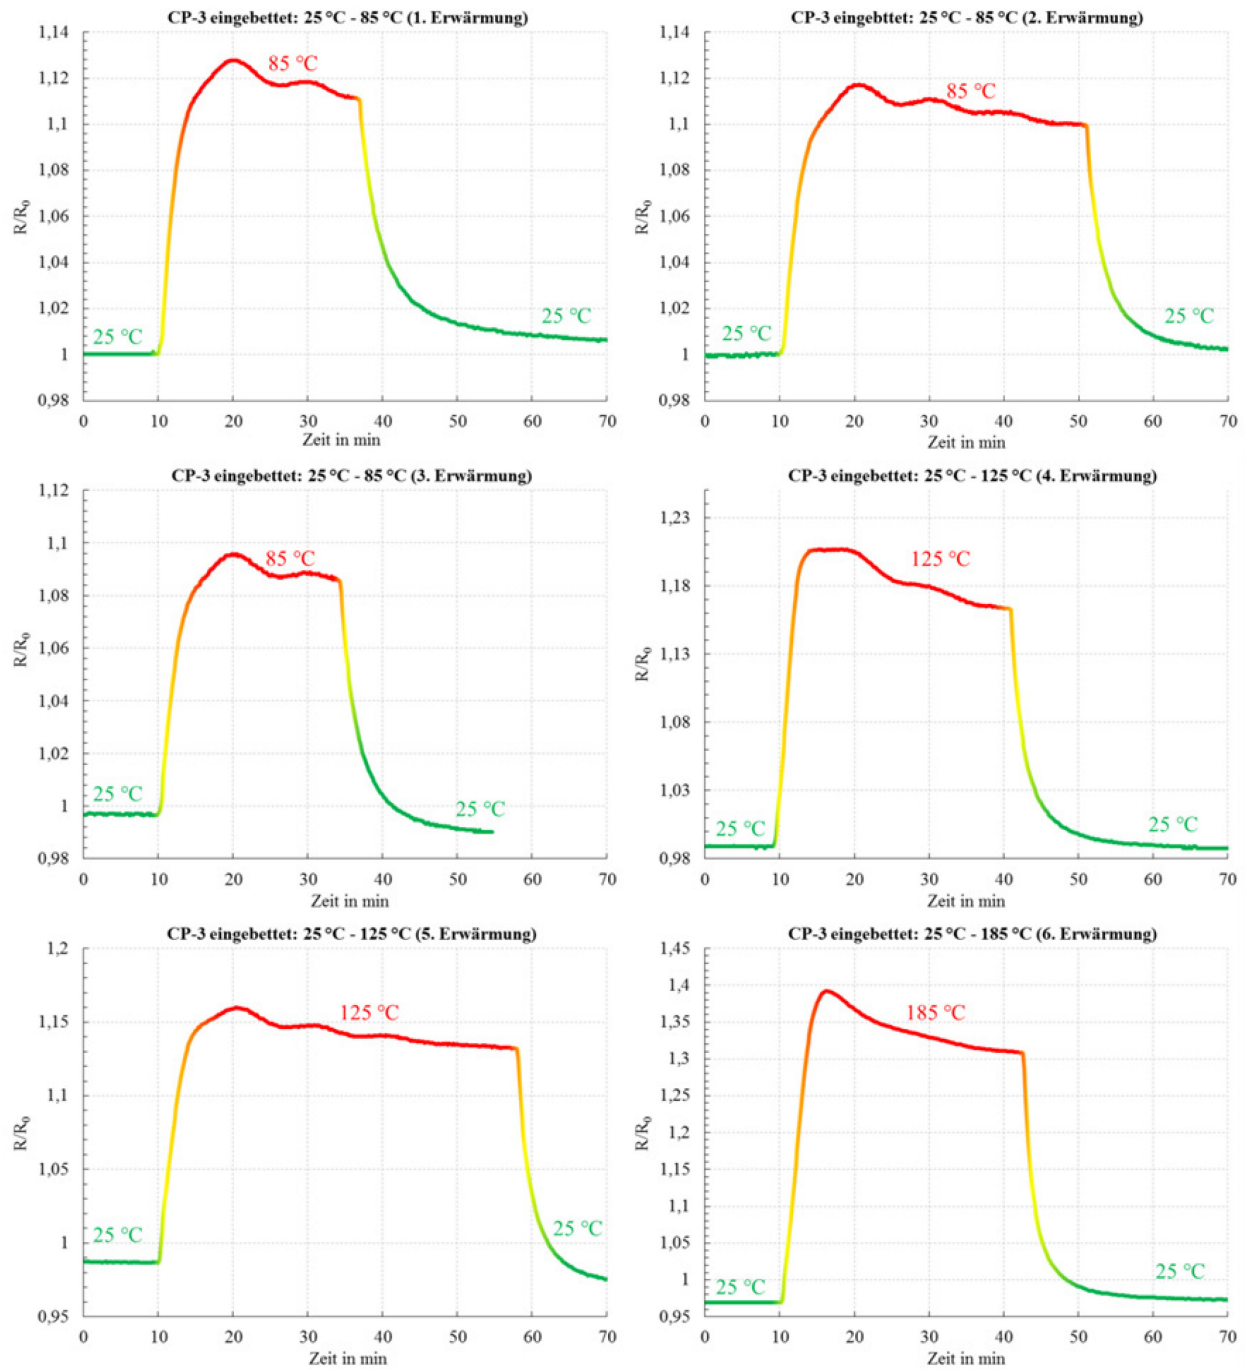 CP-3 eingebettet: 25 °C - 85 °C (1. Erwärmung)
1,14
1,12
1,1
1,08
1,06
1,04
1,02
1
0,98
R/R₀
85 °C
25 °C
25 °C
0 10 20 30 40 50 60 70
Zeit in min
CP-3 eingebttet: 25 °C - 85 °C (2. Erwärmung)
1,14
1,12
1,1
1,08
1,06
1,04
1,02
1
0,98
R/R₀
85 °C
25 °C
25 °C
0 10 20 30 40 50 60 70
Zeit in min
CP-3 eingebettet: 25 °C - 85 °C (3. Erwärmung)
1,12
1,1
1,08
1,06
1,04
1,02
1
0,98
R/R₀
85 °C
25 °C
25 °C
0 10 20 30 40 50 60 70
Zeit in min
CP-3 eingebettet: 25 °C - 125 °C (4. Erwärmung)
1,23
1,18
1,13
1,08
1,03
0,98
R/R₀
125 °C
25 °C
25 °C
0 10 20 30 40 50 60 70
Zeit in min
CP-3 eingebettet: 25 °C - 125 °C (5. Erwärmung)
1,2
1,15
1,1
1,05
1
0,95
R/R₀
125 °C
25 °C
25 °C
0 10 20 30 40 50 60 70
Zeit in min
CP-3 eingebettet: 25 °C - 185 °C (6. Erwärmung)
1,45
1,4
1,35
1,3
1,25
1,2
1,15
1,1
1,05
1
0,95
R/R₀
185 °C
25 °C
25 °C
0 10 20 30 40 50 60 70
Zeit in min